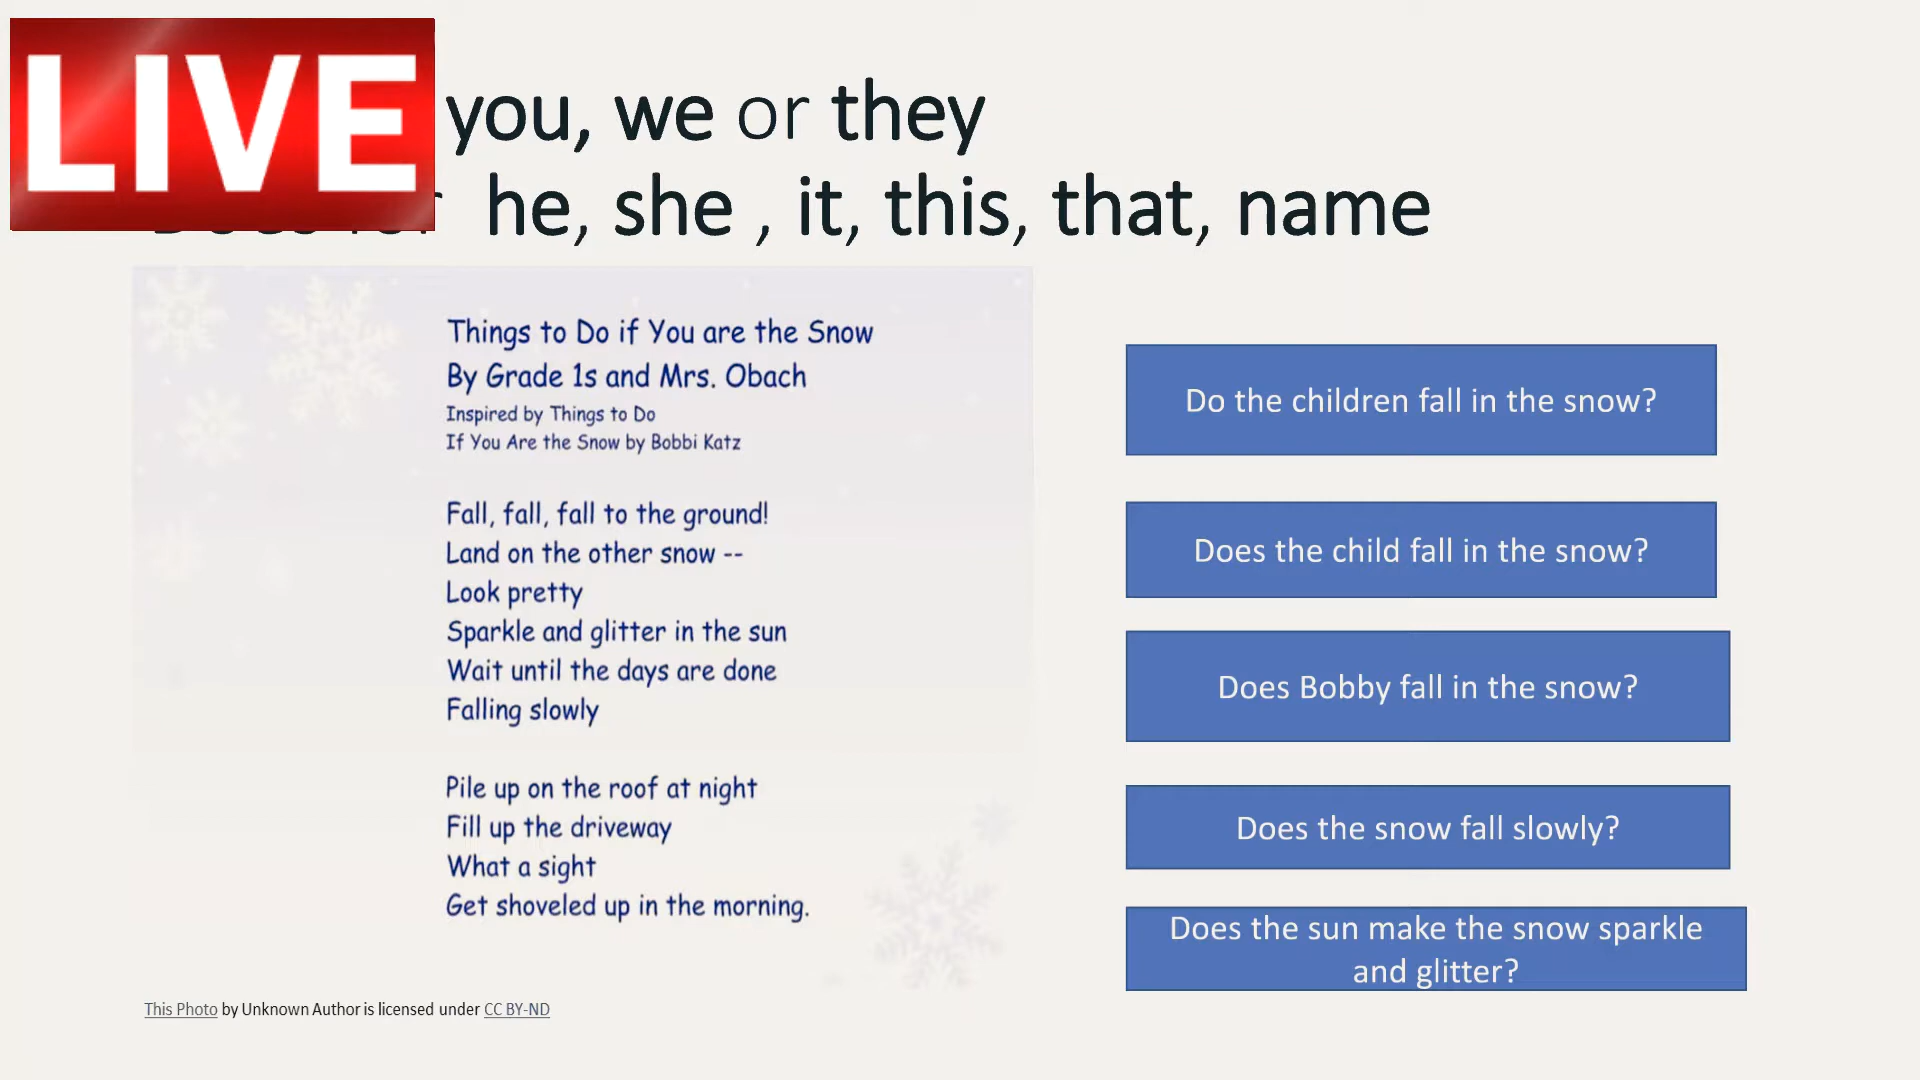 LIVE
you, we or they
he, she , it, this, that, name
Things to Do if You are the Snow
By Grade 1s and Mrs. Obach
Inspired by Things to Do
If You Are the Snow by Bobbi Katz
Fall, fall, fall to the ground!
Land on the other snow --
Look pretty
Sparkle and glitter in the sun
Wait until the days are done
Falling slowly
Pile up on the roof at night
Fill up the driveway
What a sight
Get shoveled up in the morning.
Do the children fall in the snow?
Does the child fall in the snow?
Does Bobby fall in the snow?
Does the snow fall slowly?
Does the sun make the snow sparkle
and glitter?
This Photo by Unknown Author is licensed under CC BY-ND